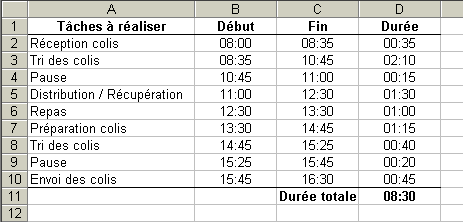 A B C D
1 Tâches à réaliser Début Fin Durée
2 Réception colis 08:00 08:35 00:35
3 Tri des colis 08:35 10:45 02:10
4 Pause 10:45 11:00 00:15
5 Distribution / Récupération 11:00 12:30 01:30
6 Repas 12:30 13:30 01:00
7 Préparation colis 13:30 14:45 01:15
8 Tri des colis 14:45 15:25 00:40
9 Pause 15:25 15:45 00:20
10 Envoi des colis 15:45 16:30 00:45
11 Durée totale 08:30
12